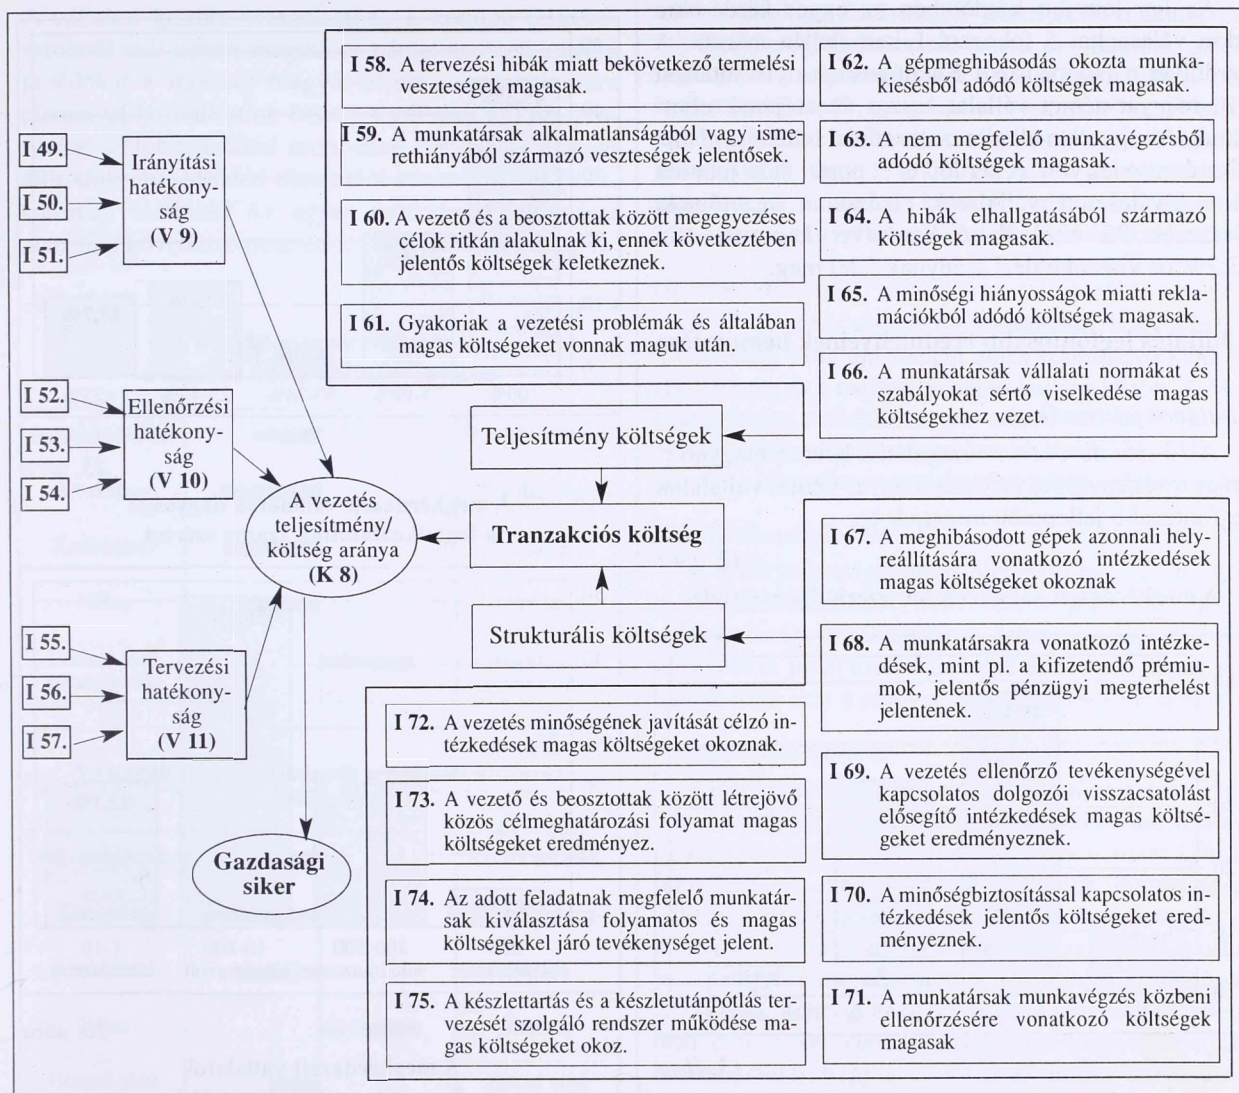 I 49.
I 50.
I 51.
Irányítási
hatékony-
ság
(V 9)
I 52.
I 53.
I 54.
Ellenőrzési
hatékony-
ság
(V 10)
I 55.
I 56.
I 57.
Tervezési
hatékony-
ság
(V 11)
A vezetés
teljesítmény/
költség aránya
(K 8)
Gazdasági
siker
I 58. A tervezési hibák miatt bekövetkező termelési
veszteségek magasak.
I 59. A munkatársak alkalmatlanságából vagy isme-
rethiányából származó veszteségek jelentősek.
I 60. A vezető és a beosztottak között megegyezéses
célok ritkán alakulnak ki, ennek következtében
jelentős költségek keletkeznek.
I 61. Gyakoriak a vezetési problémák és általában
magas költségeket vonnak maguk után.
I 62. A gépmeghibásodás okozta munka-
kiesésből adódó költségek magasak.
I 63. A nem megfelelő munkavégzésből
adódó költségek magasak.
I 64. A hibák elhallgatásából származó
költségek magasak.
I 65. A minőségi hiányosságok miatti rekla-
mációkból adódó költségek magasak.
I 66. A munkatársak vállalati normákat és
szabályokat sértő viselkedése magas
költségekhez vezet.
Teljesítmény költségek
Tranzakciós költség
Strukturális költségek
I 67. A meghibásodott gépek azonnali hely-
reállítására vonatkozó intézkedések
magas költségeket okoznak
I 68. A munkatársakra vonatkozó intézke-
dések, mint pl. a kifizetendő prémiu-
mok, jelentős pénzügyi megterhelést
jelentenek.
I 69. A vezetés ellenőrző tevékenységével
kapcsolatos dolgozói visszacsatolást
elősegítő intézkedések magas költsé-
geket eredményeznek.
I 70. A minőségbiztosítással kapcsolatos in-
tézkedések jelentős költségeket ered-
ményeznek.
I 71. A munkatársak munkavégzés közbeni
ellenőrzésére vonatkozó költségek
magasak
I 72. A vezetés minőségének javítását célzó in-
tézkedések magas költségeket okoznak.
I 73. A vezető és beosztottak között létrejövő
közös célmeghatározási folyamat magas
költségeket eredményez.
I 74. Az adott feladatnak megfelelő munkatár-
sak kiválasztása folyamatos és magas
költségekkel járó tevékenységet jelent.
I 75. A készlettartás és a készletutánpótlás ter-
vezését szolgáló rendszer működése ma-
gas költségeket okoz.